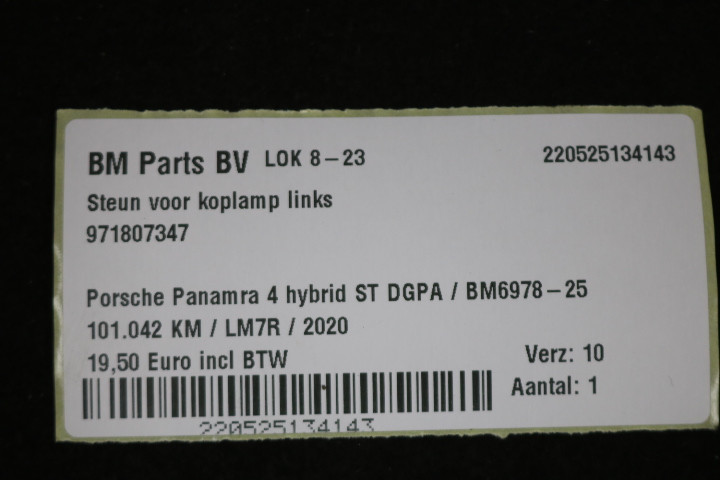 BM Parts BV LOK 8-23 220525134143
Steun voor koplamp links
971807347
Porsche Panamra 4 hybrid ST DGPA / BM6978-25
101.042 KM / LM7R / 2020
19,50 Euro incl BTW Verz: 10
Aantal: 1
220525134143